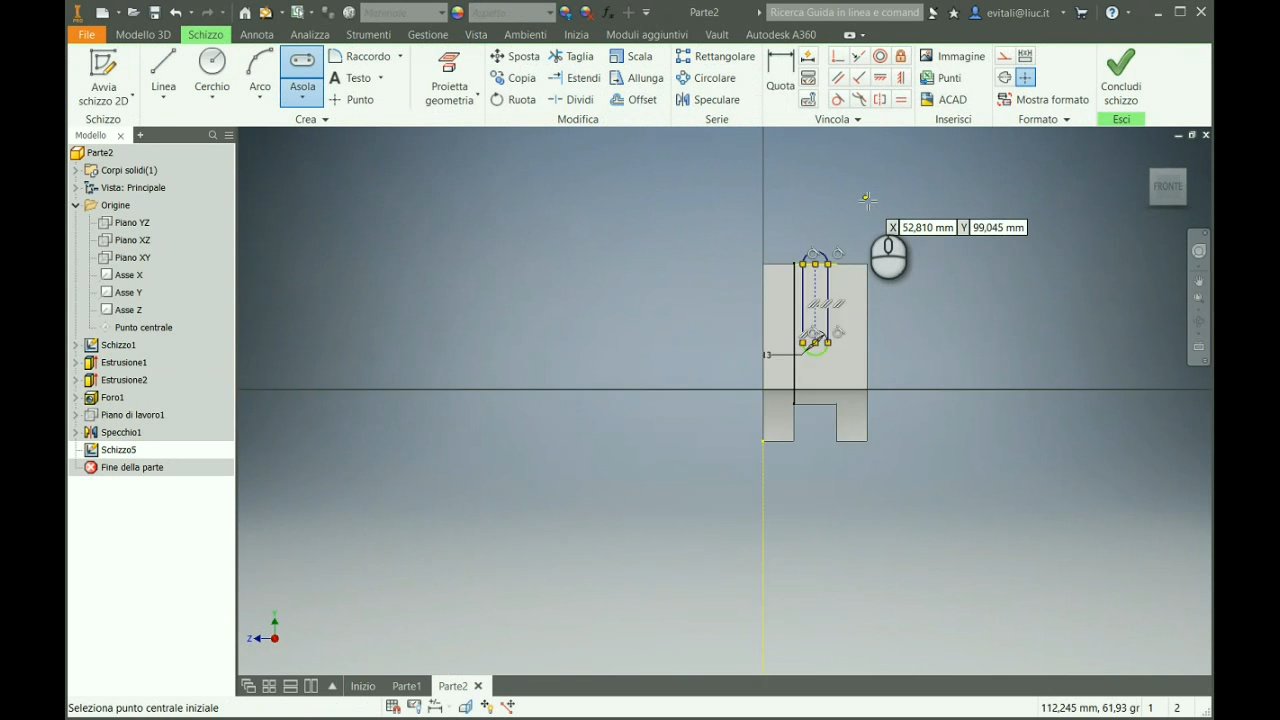 PRO Materiale Aspetto Parte2 Ricerca Guida in linea e comand evitali@liuc.it
File Modello 3D Schizzo Annota Analizza Strumenti Gestione Vista Ambienti Inizia Moduli aggiuntivi Vault Autodesk A360
Avvia schizzo 2D Linea Cerchio Arco Asola Raccordo Proietta geometria Sposta Taglia Scala Rettangolare Quota Immagine Concludi schizzo
Testo Copia Estendi Allunga Circolare Punti
Punto Ruota Dividi Offset Speculare ACAD Mostra formato
Schizzo Crea Modifica Serie Vincola Inserisci Formato Esci
Modello
Parte2
Corpi solidi(1)
Vista: Principale
Origine
Piano YZ
Piano XZ
Piano XY
Asse X
Asse Y
Asse Z
Punto centrale
Schizzo1
Estrusione1
Estrusione2
Foro1
Piano di lavoro1
Specchio1
Schizzo5
Fine della parte
FRONTE
X 52,810 mm Y 99,045 mm
13
Y
Z
Inizio Parte1 Parte2
Seleziona punto centrale iniziale 112,245 mm, 61,93 gr 1 2